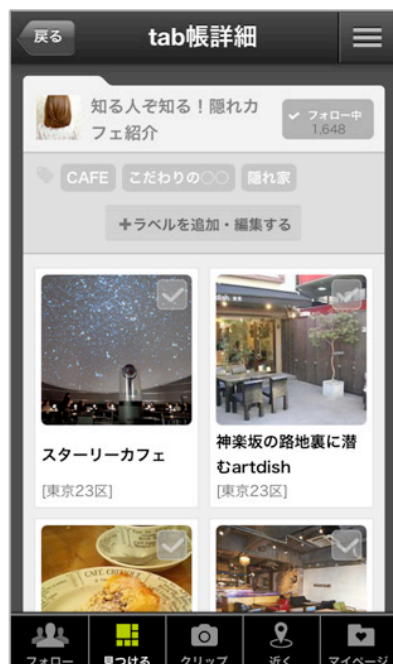 戻る
tab帳詳細
知る人ぞ知る！隠れカ
フェ紹介
フォロー中
1,648
CAFE
こだわりの○○
隠れ家
+ラベルを追加・編集する
スターリーカフェ
[東京23区]
神楽坂の路地裏に潜
むartdish
[東京23区]
フォロー
見つける
クリップ
近く
マイページ